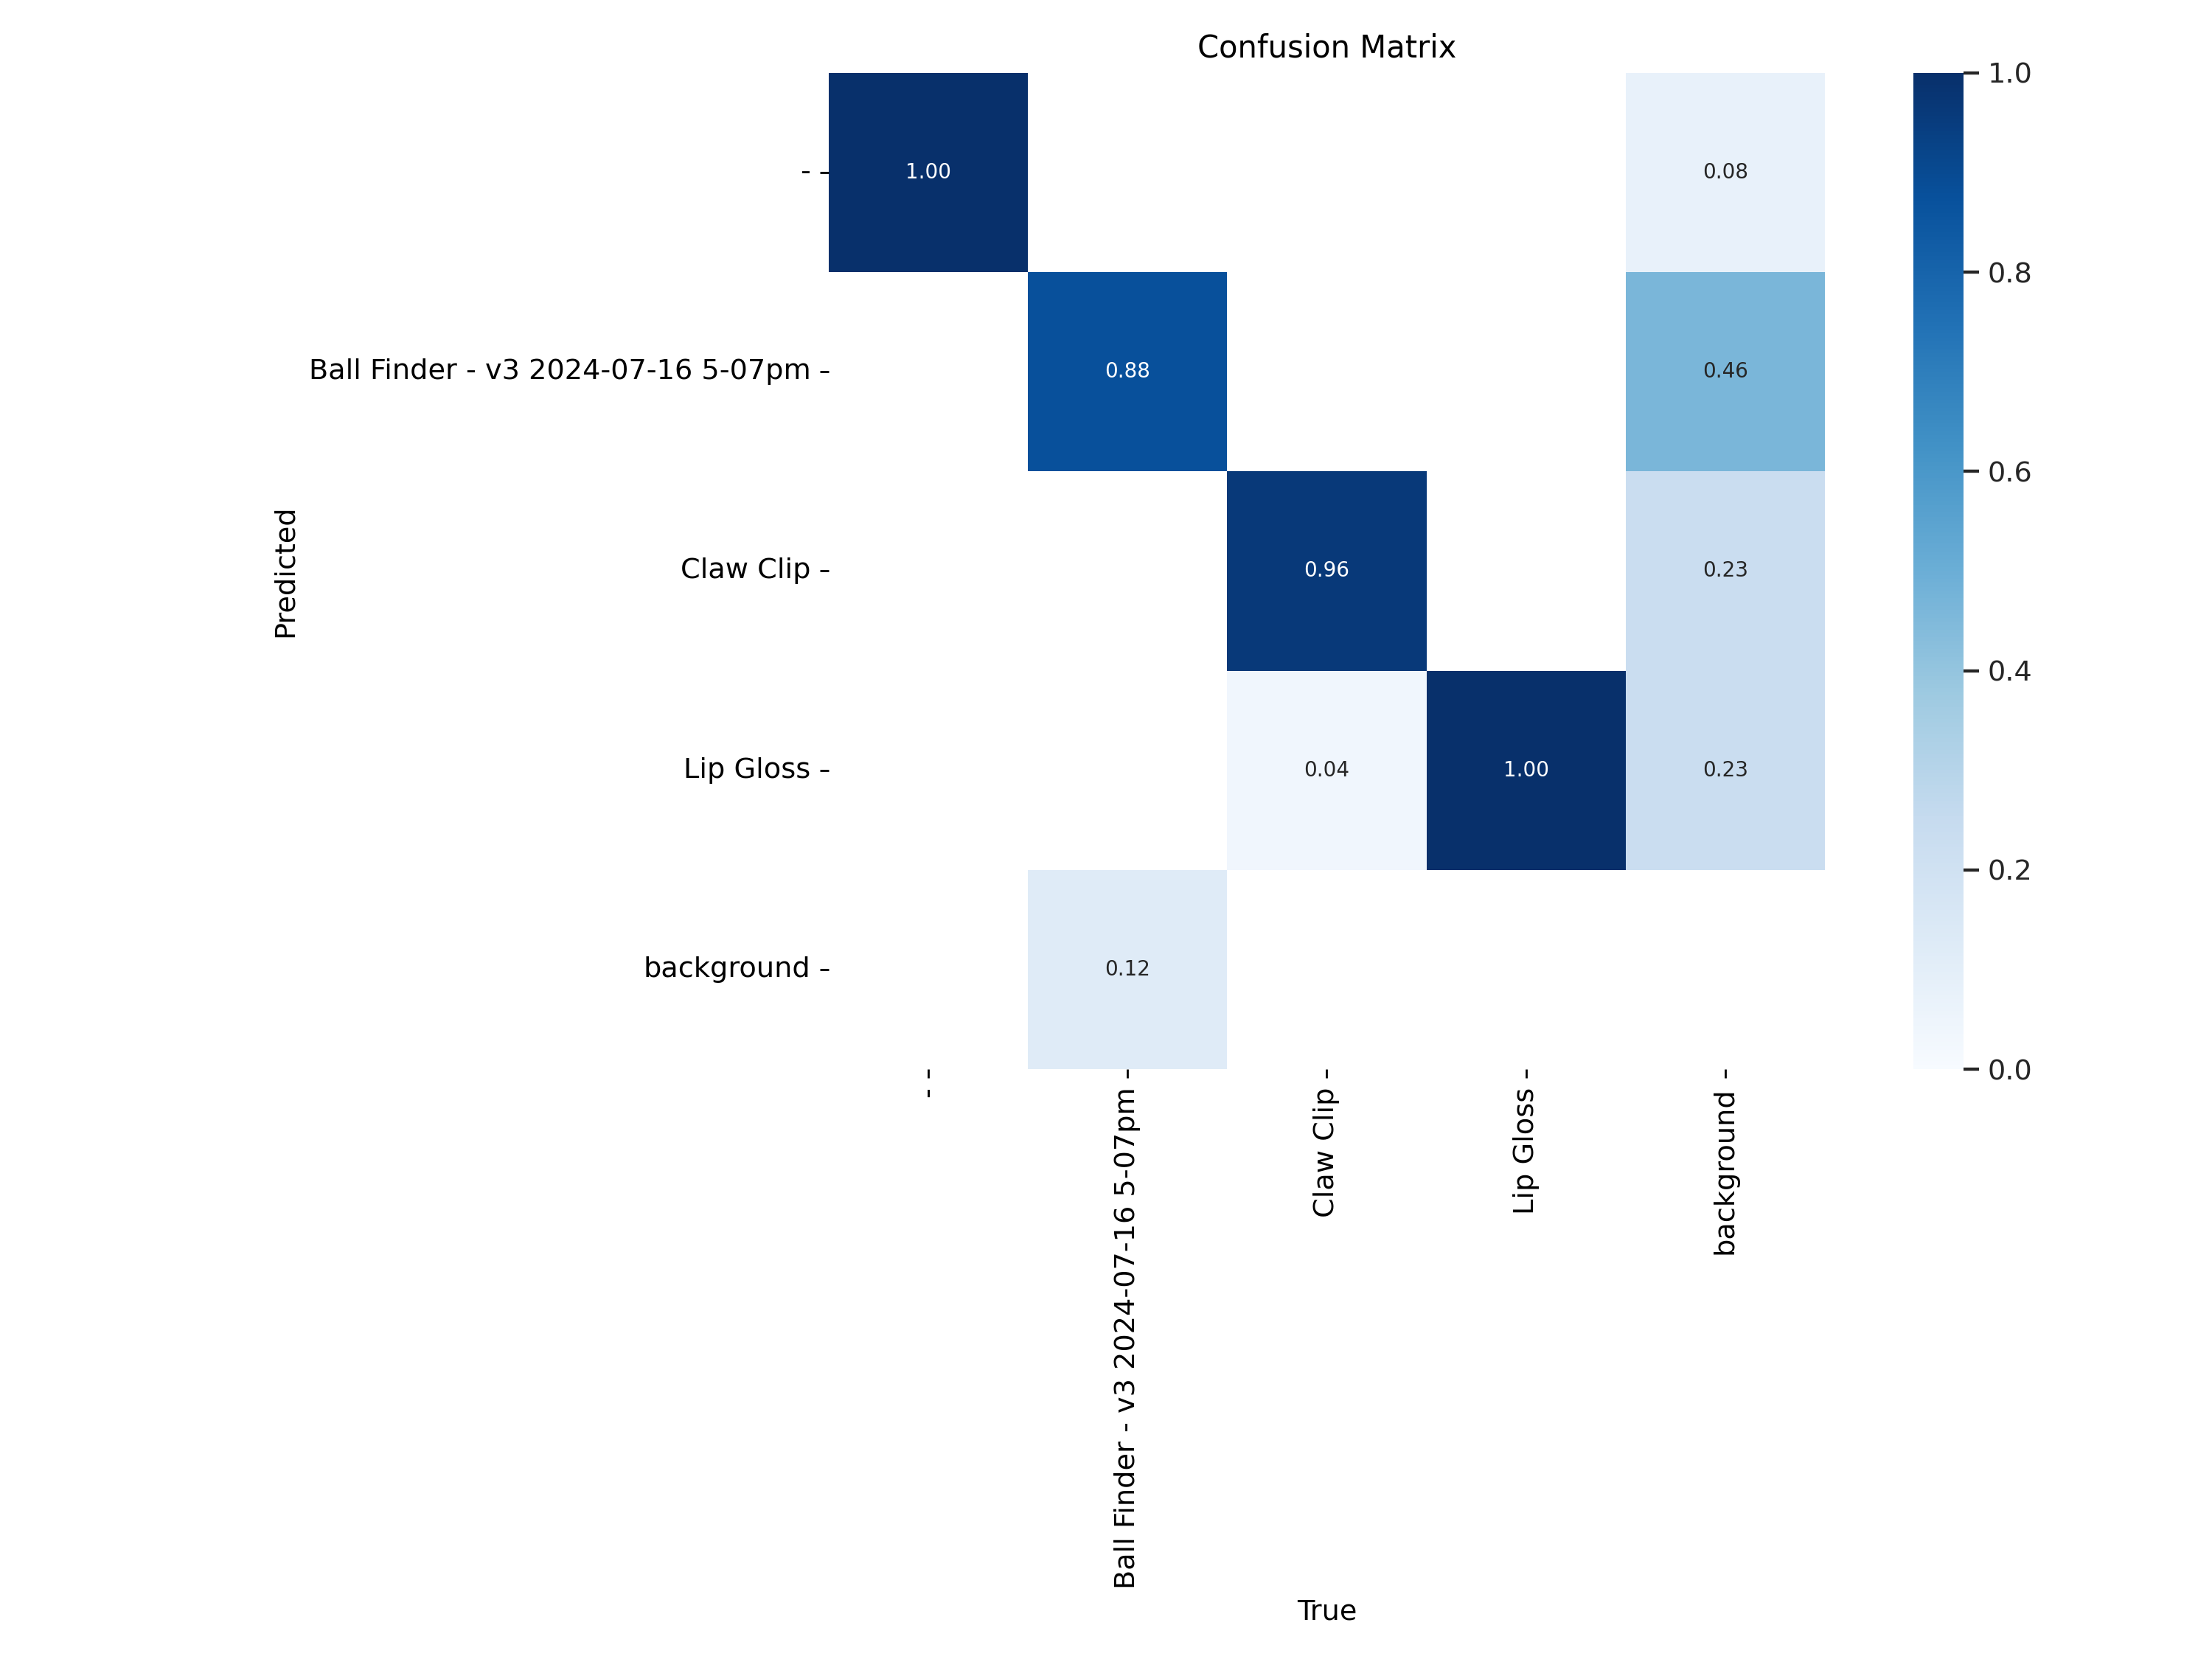 Confusion Matrix
-
1.00
0.08
1.0
Ball Finder - v3 2024-07-16 5-07pm
0.88
0.46
0.8
Claw Clip
0.96
0.23
0.6
Lip Gloss
0.04
1.00
0.23
0.4
background
0.12
0.2
0.0
Predicted
-
Ball Finder - v3 2024-07-16 5-07pm
Claw Clip
Lip Gloss
background
True